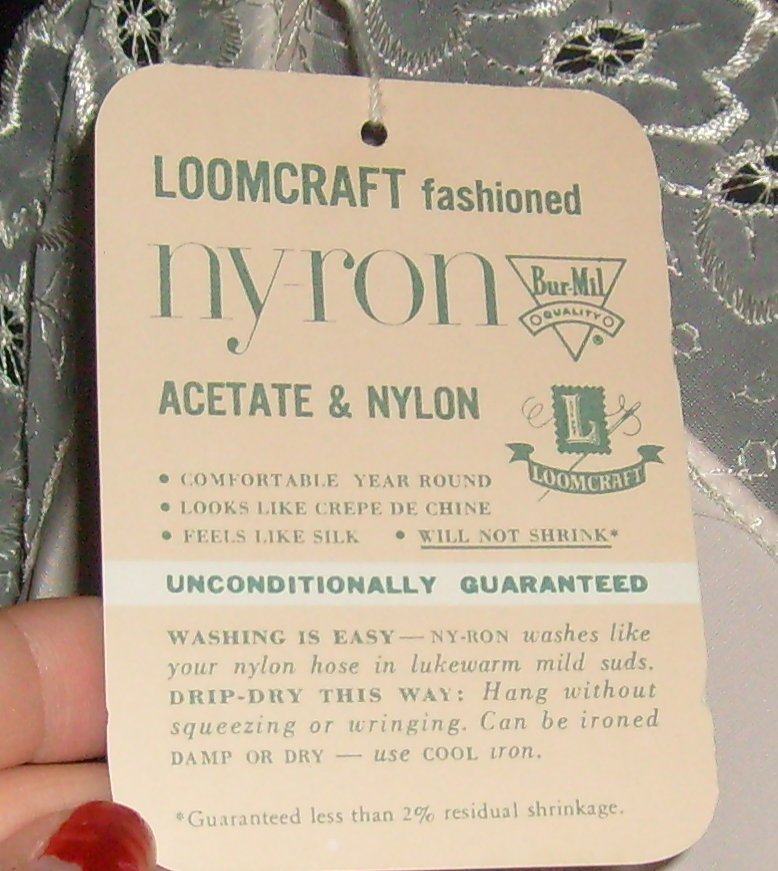 LOOMCRAFT fashioned
ny-ron
Bur-Mil
QUALITY
®
ACETATE & NYLON
L
LOOMCRAFT
• COMFORTABLE YEAR ROUND
• LOOKS LIKE CREPE DE CHINE
• FEELS LIKE SILK • WILL NOT SHRINK*
UNCONDITIONALLY GUARANTEED
WASHING IS EASY — NY-RON washes like
your nylon hose in lukewarm mild suds.
DRIP-DRY THIS WAY: Hang without
squeezing or wringing. Can be ironed
DAMP OR DRY — use COOL iron.
*Guaranteed less than 2% residual shrinkage.